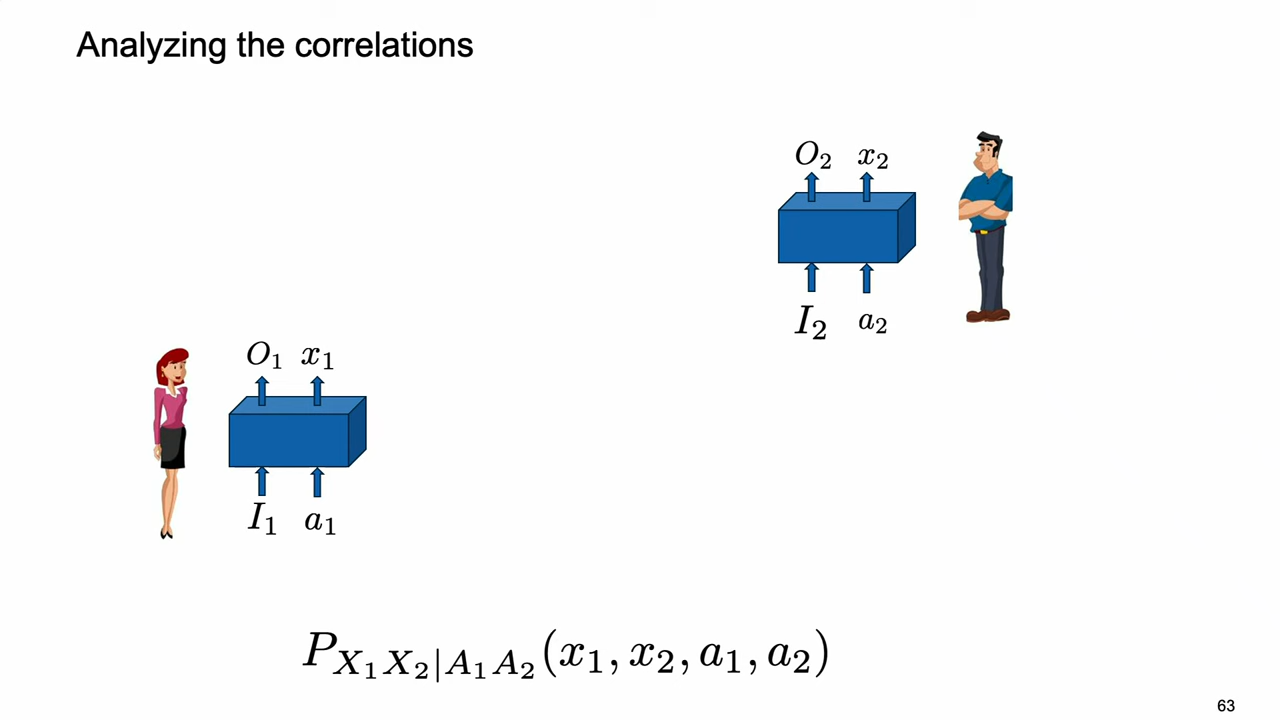 Analyzing the correlations
O₂ x₂
I₂ a₂
O₁ x₁
I₁ a₁
P_{X₁X₂|A₁A₂}(x₁, x₂, a₁, a₂)
63